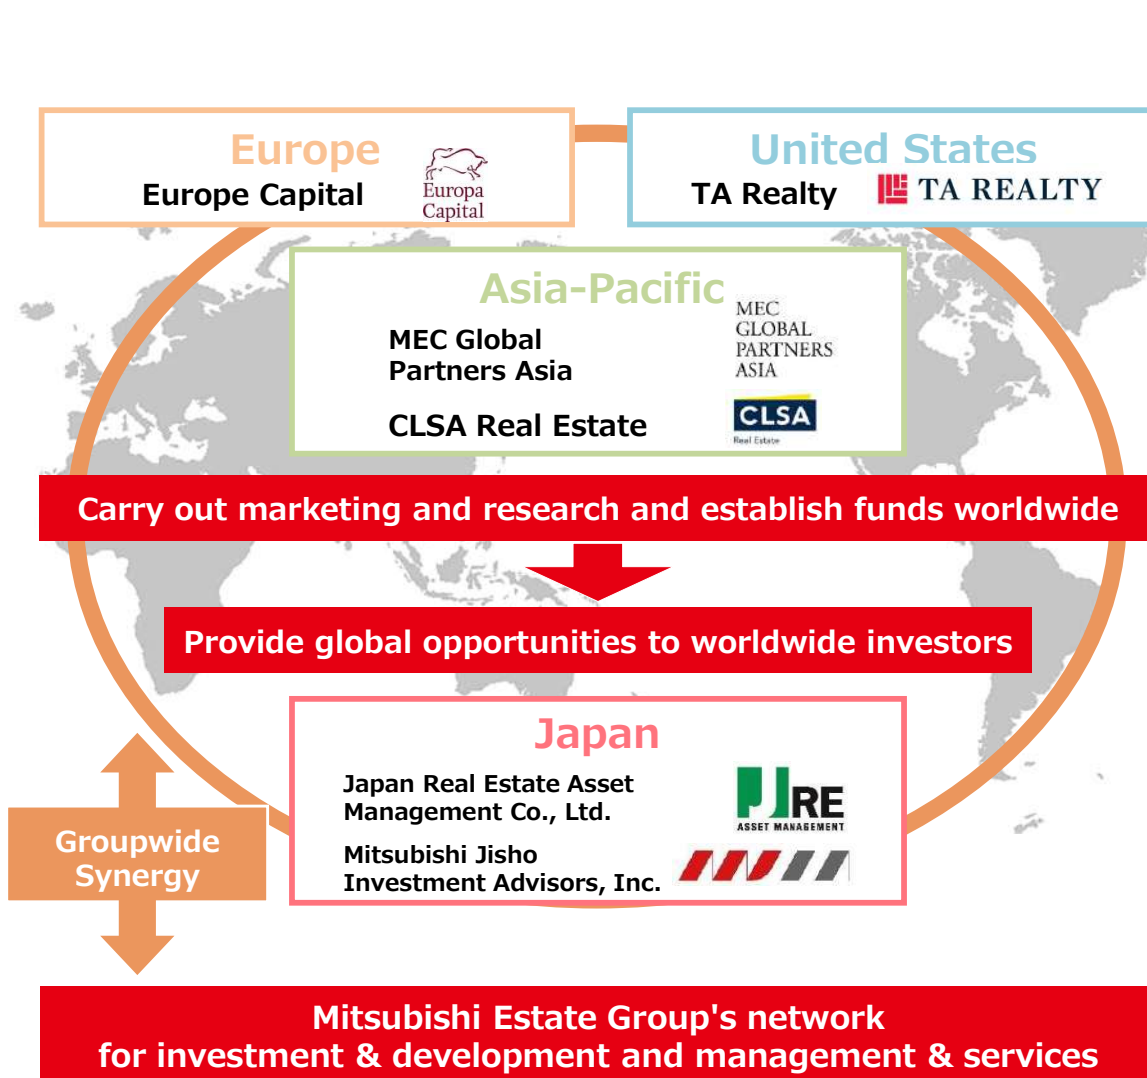 Europe
Europe Capital
Europa
Capital
United States
TA Realty
TA REALTY
Asia-Pacific
MEC Global
Partners Asia
MEC
GLOBAL
PARTNERS
ASIA
CLSA Real Estate
CLSA
Real Estate
Carry out marketing and research and establish funds worldwide
Provide global opportunities to worldwide investors
Japan
Japan Real Estate Asset
Management Co., Ltd.
JRE
ASSET MANAGEMENT
Mitsubishi Jisho
Investment Advisors, Inc.
Groupwide
Synergy
Mitsubishi Estate Group's network
for investment & development and management & services